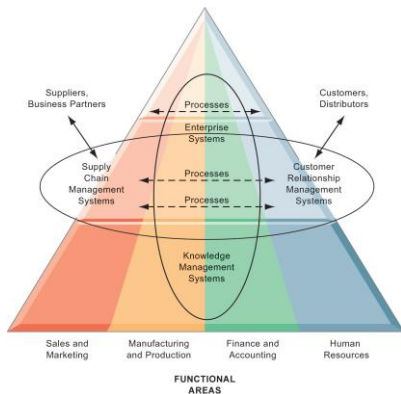 Processes
Enterprise
Systems
Suppliers,
Business Partners
Customers,
Distributors
Supply
Chain
Management
Systems
Processes
Processes
Customer
Relationship
Management
Systems
Knowledge
Management
Systems
Sales and
Marketing
Manufacturing
and Production
Finance and
Accounting
Human
Resources
FUNCTIONAL
AREAS